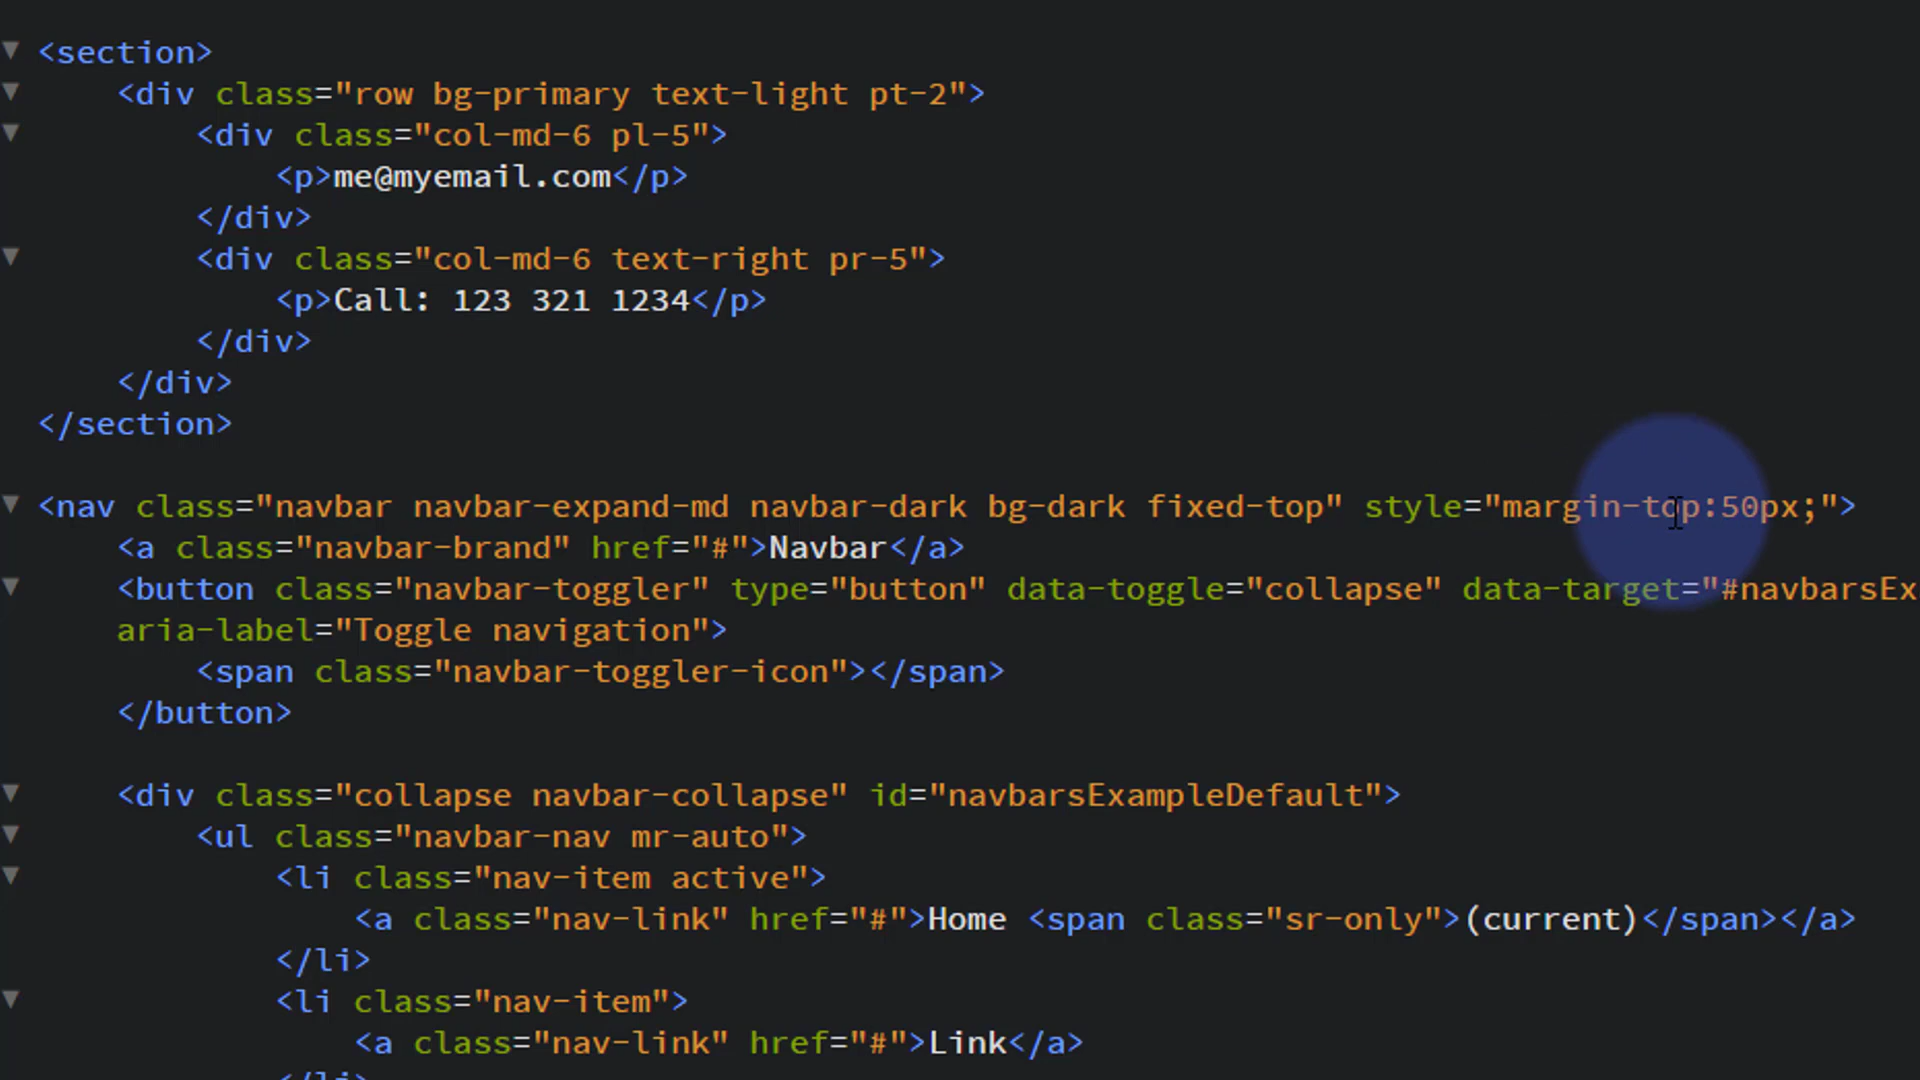 <section>
<div class="row bg-primary text-light pt-2">
<div class="col-md-6 pl-5">
<p>me@myemail.com</p>
</div>
<div class="col-md-6 text-right pr-5">
<p>Call: 123 321 1234</p>
</div>
</div>
</section>
<nav class="navbar navbar-expand-md navbar-dark bg-dark fixed-top" style="margin-top:50px;">
<a class="navbar-brand" href="#">Navbar</a>
<button class="navbar-toggler" type="button" data-toggle="collapse" data-target="#navbarsEx
aria-label="Toggle navigation">
<span class="navbar-toggler-icon"></span>
</button>
<div class="collapse navbar-collapse" id="navbarsExampleDefault">
<ul class="navbar-nav mr-auto">
<li class="nav-item active">
<a class="nav-link" href="#">Home <span class="sr-only">(current)</span></a>
</li>
<li class="nav-item">
<a class="nav-link" href="#">Link</a>